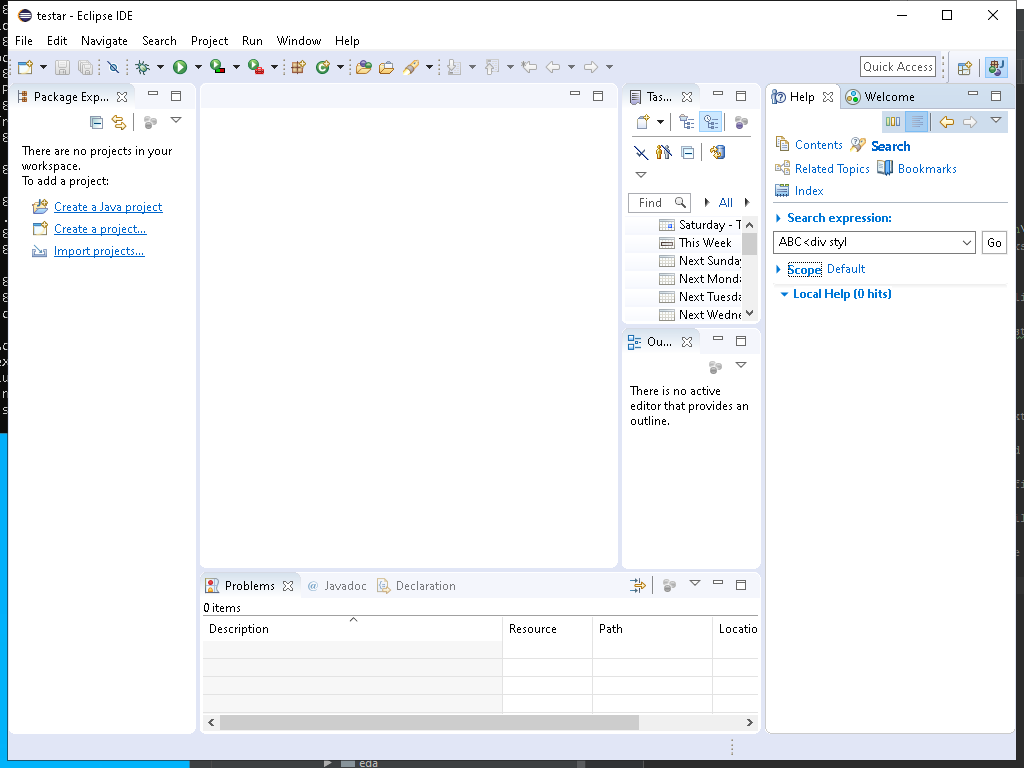 testar - Eclipse IDE
File Edit Navigate Search Project Run Window Help
Quick Access
Package Exp...
There are no projects in your
workspace.
To add a project:
Create a Java project
Create a project...
Import projects...
Tas...
Find
All
Saturday - T
This Week
Next Sunday
Next Monda
Next Tuesda
Next Wedne
Ou...
There is no active
editor that provides an
outline.
Help Welcome
Contents Search
Related Topics Bookmarks
Index
Search expression:
ABC <div styl
Go
Scope Default
Local Help (0 hits)
Problems @ Javadoc Declaration
0 items
Description Resource Path Locatio
eda